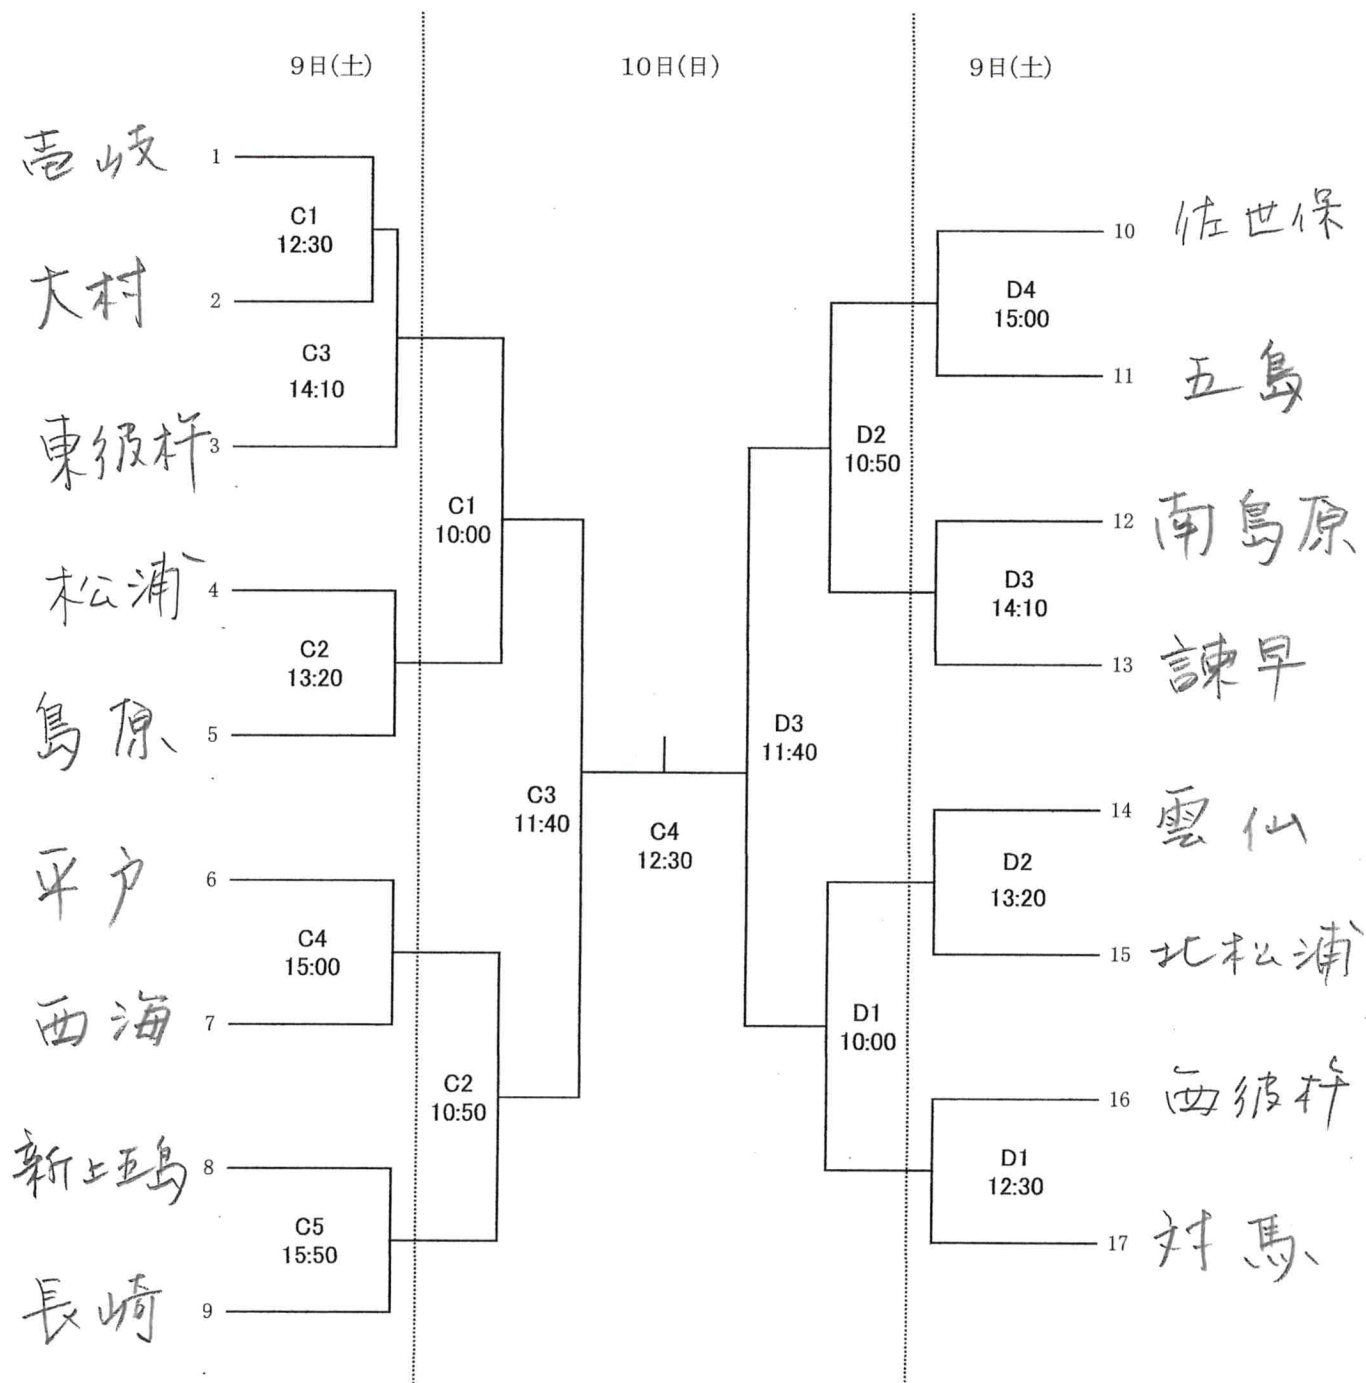 9日(土)
10日(日)
9日(土)
壱岐 1
C1
12:30
大村 2
C3
14:10
東彼杵 3
C1
10:00
松浦 4
C2
13:20
島原 5
C3
11:40
平戸 6
C4
15:00
西海 7
C2
10:50
新上五島 8
C5
15:50
長崎 9
C4
12:30
10 佐世保
D4
15:00
11 五島
D2
10:50
12 南島原
D3
14:10
13 諫早
D3
11:40
14 雲仙
D2
13:20
15 北松浦
D1
10:00
16 西彼杵
D1
12:30
17 対馬